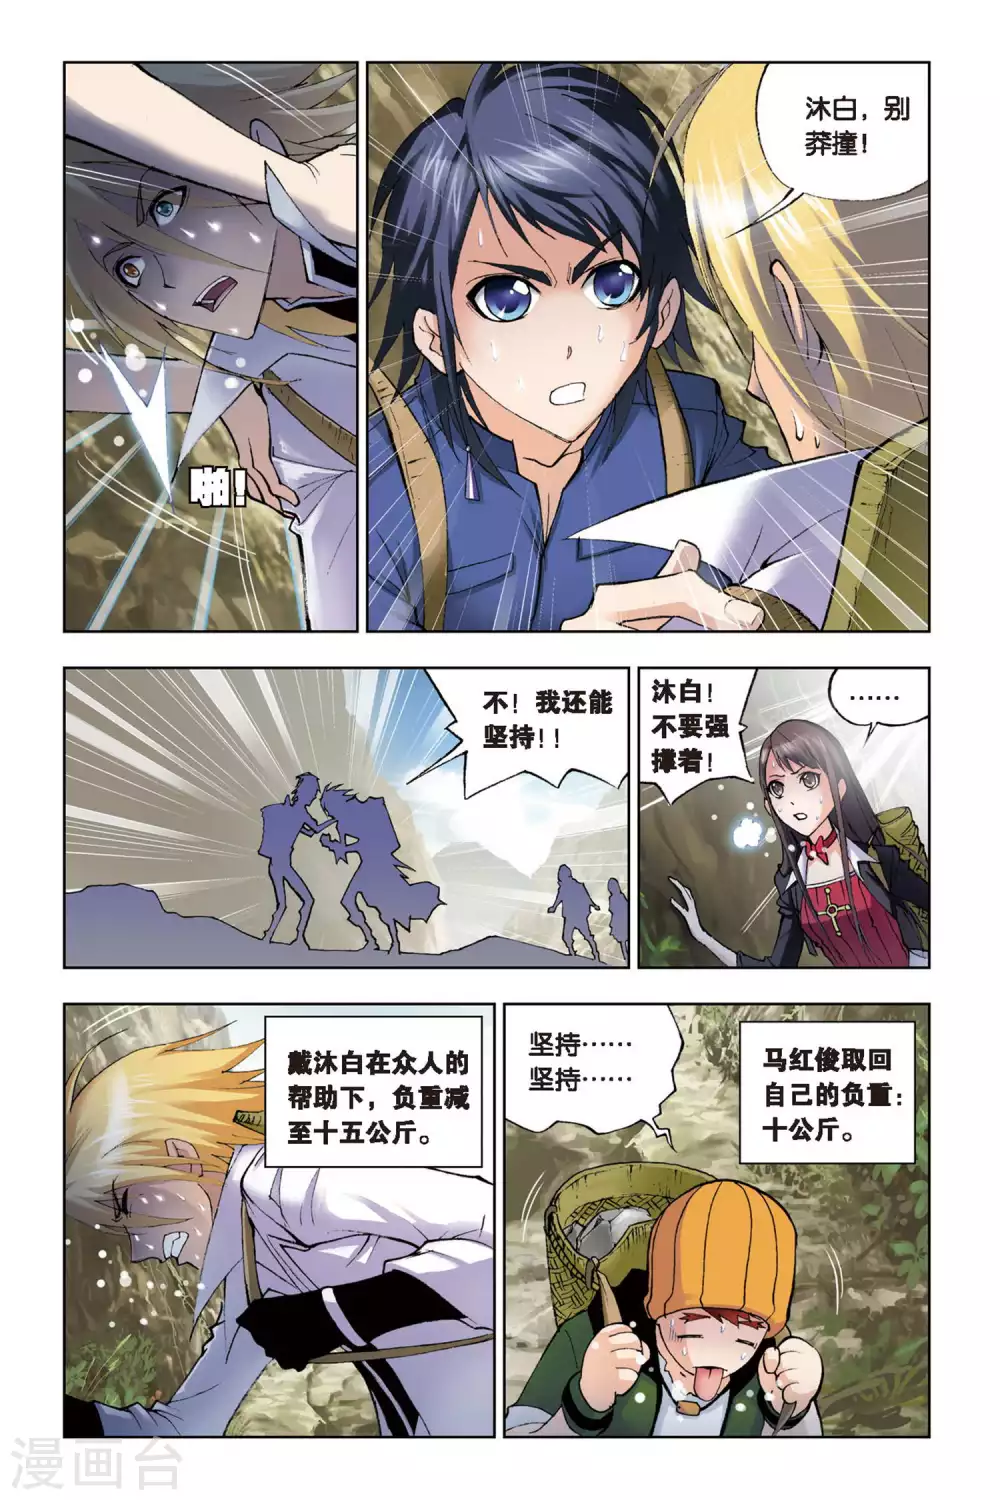 啪！
沐白，别
莽撞！
不！我还能
坚持！！
沐白！
不要强
撑着！
……
戴沐白在众人的
帮助下，负重减
至十五公斤。
坚持……
坚持……
马红俊取回
自己的负重：
十公斤。
漫画台